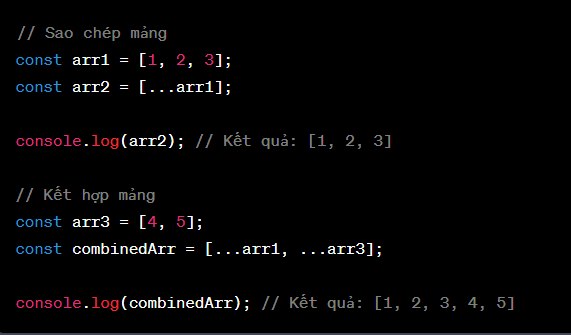 // Sao chép mảng
const arr1 = [1, 2, 3];
const arr2 = [...arr1];
console.log(arr2); // Kết quả: [1, 2, 3]
// Kết hợp mảng
const arr3 = [4, 5];
const combinedArr = [...arr1, ...arr3];
console.log(combinedArr); // Kết quả: [1, 2, 3, 4, 5]